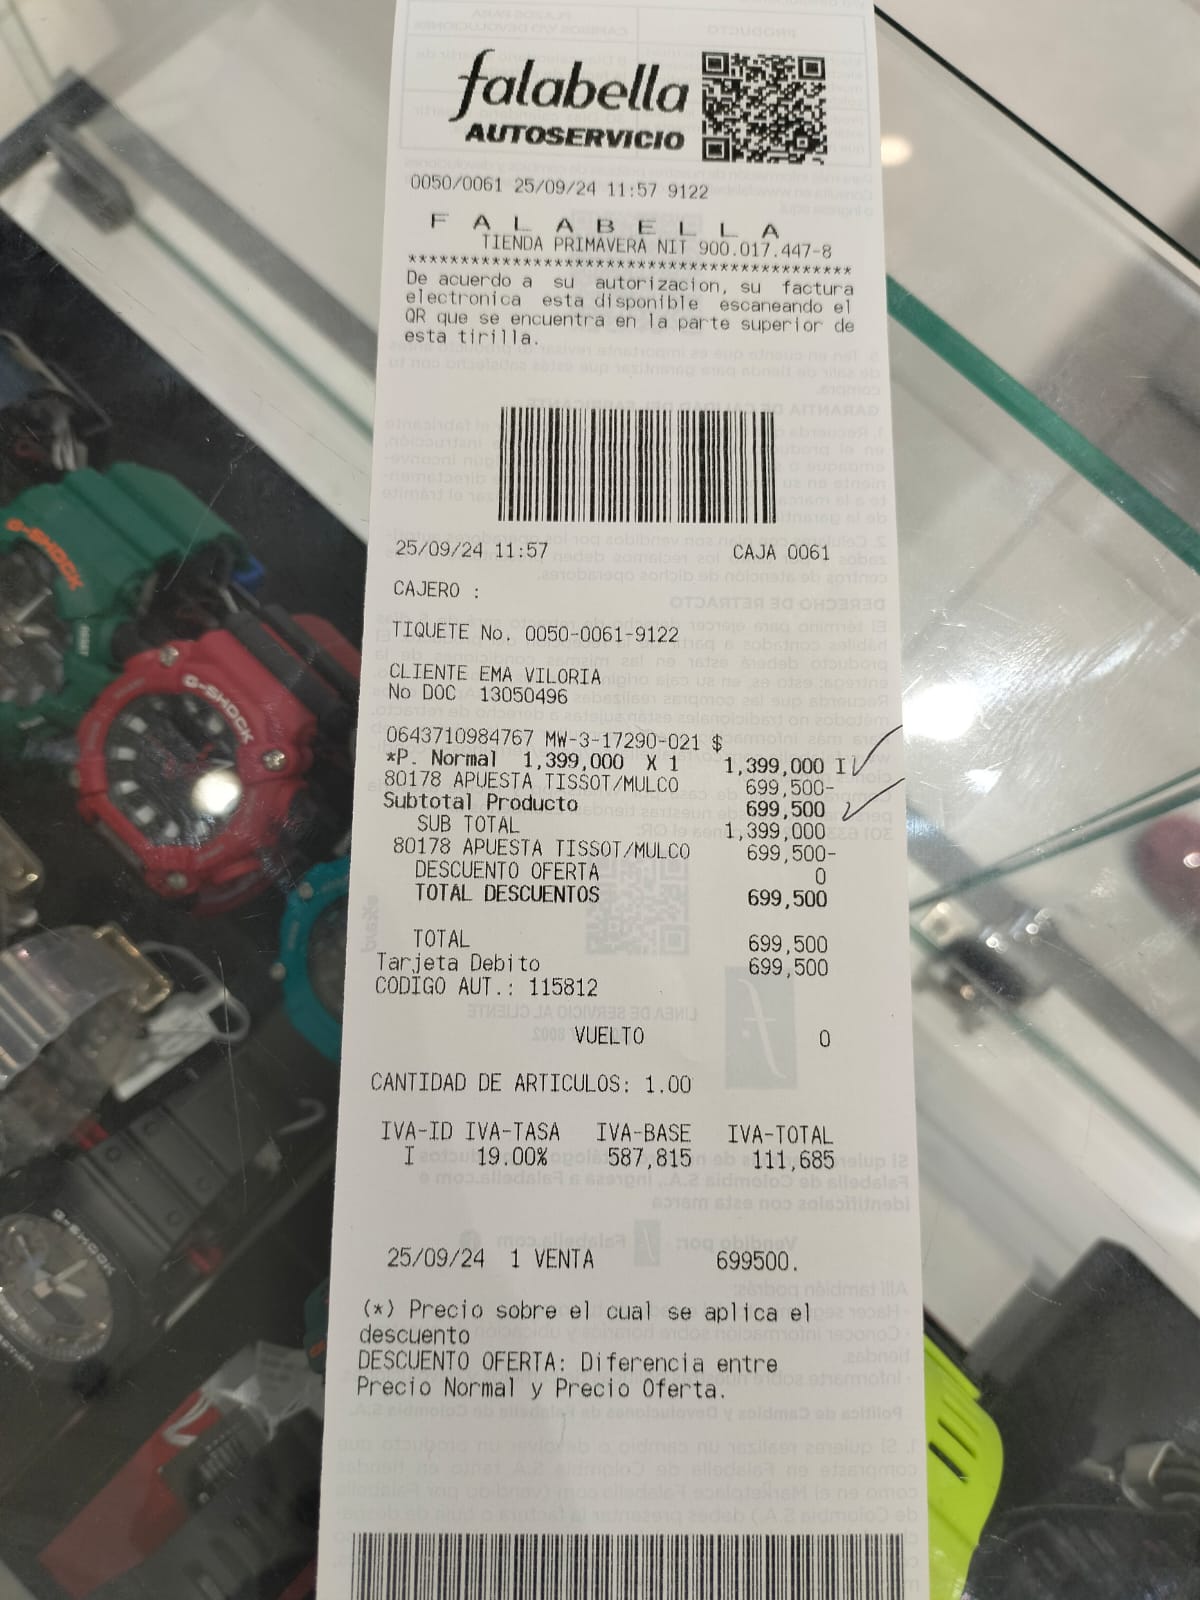 falabella
AUTOSERVICIO
0050/0061 25/09/24 11:57 9122
F A L A B E L L A
TIENDA PRIMAVERA NIT 900.017.447-8
******************************************
De acuerdo a su autorizacion, su factura
electronica esta disponible escaneando el
QR que se encuentra en la parte superior de
esta tirilla.
25/09/24 11:57 CAJA 0061
CAJERO :
TIQUETE No. 0050-0061-9122
CLIENTE EMA VILORIA
No DOC 13050496
0643710984767 MW-3-17290-021 $
*P. Normal 1,399,000 X 1 1,399,000 I
80178 APUESTA TISSOT/MULCO 699,500-
Subtotal Producto 699,500
SUB TOTAL 1,399,000
80178 APUESTA TISSOT/MULCO 699,500-
DESCUENTO OFERTA 0
TOTAL DESCUENTOS 699,500
TOTAL 699,500
Tarjeta Debito 699,500
CODIGO AUT.: 115812
VUELTO 0
CANTIDAD DE ARTICULOS: 1.00
IVA-ID IVA-TASA IVA-BASE IVA-TOTAL
I 19.00% 587,815 111,685
25/09/24 1 VENTA 699500.
(*) Precio sobre el cual se aplica el
descuento
DESCUENTO OFERTA: Diferencia entre
Precio Normal y Precio Oferta.
G-SHOCK
G-SHOCK
G-SHOCK